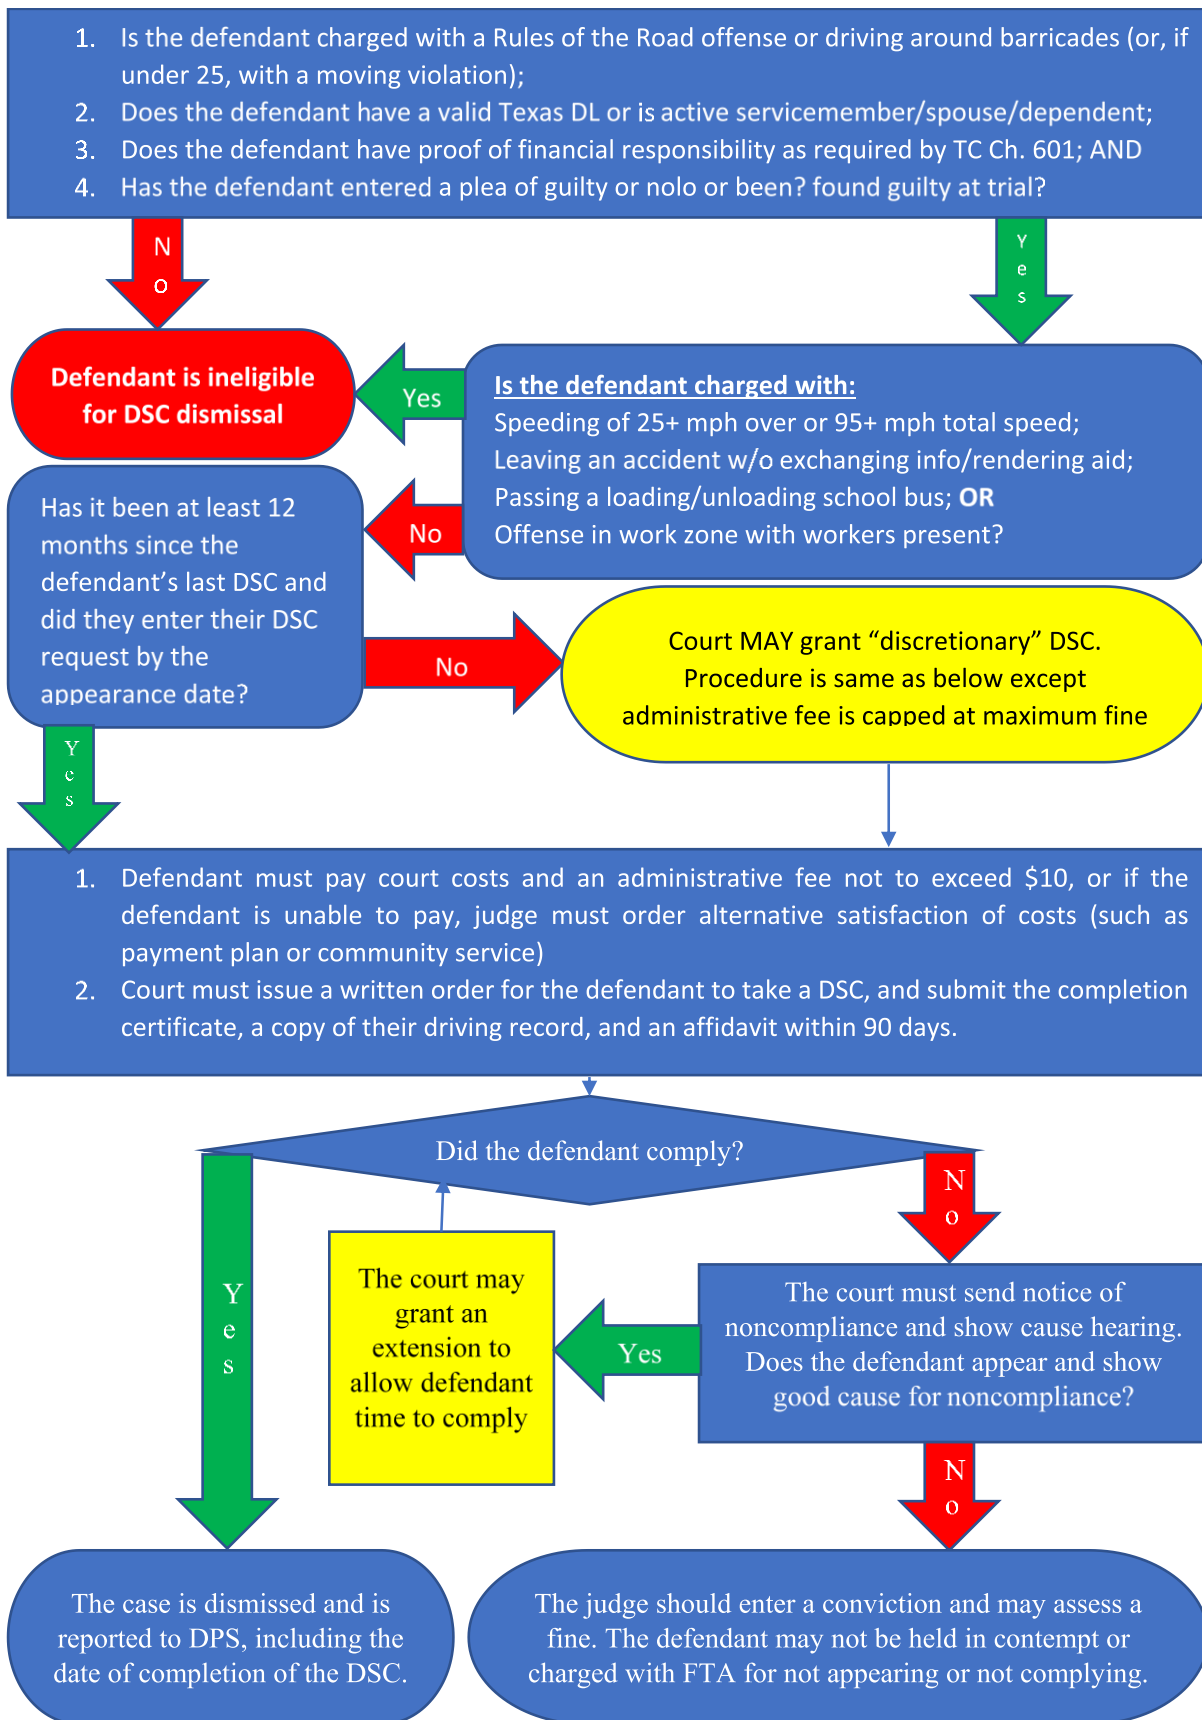 1. Is the defendant charged with a Rules of the Road offense or driving around barricades (or, if
under 25, with a moving violation);
2. Does the defendant have a valid Texas DL or is active servicemember/spouse/dependent;
3. Does the defendant have proof of financial responsibility as required by TC Ch. 601; AND
4. Has the defendant entered a plea of guilty or nolo or been? found guilty at trial?
No
Yes
Defendant is ineligible
for DSC dismissal
Yes
Is the defendant charged with:
Speeding of 25+ mph over or 95+ mph total speed;
Leaving an accident w/o exchanging info/rendering aid;
Passing a loading/unloading school bus; OR
Offense in work zone with workers present?
No
Has it been at least 12
months since the
defendant's last DSC and
did they enter their DSC
request by the
appearance date?
No
Court MAY grant “discretionary” DSC.
Procedure is same as below except
administrative fee is capped at maximum fine
Yes
1. Defendant must pay court costs and an administrative fee not to exceed $10, or if the
defendant is unable to pay, judge must order alternative satisfaction of costs (such as
payment plan or community service)
2. Court must issue a written order for the defendant to take a DSC, and submit the completion
certificate, a copy of their driving record, and an affidavit within 90 days.
Did the defendant comply?
Yes
No
The court may
grant an
extension to
allow defendant
time to comply
Yes
The court must send notice of
noncompliance and show cause hearing.
Does the defendant appear and show
good cause for noncompliance?
No
The case is dismissed and is
reported to DPS, including the
date of completion of the DSC.
The judge should enter a conviction and may assess a
fine. The defendant may not be held in contempt or
charged with FTA for not appearing or not complying.